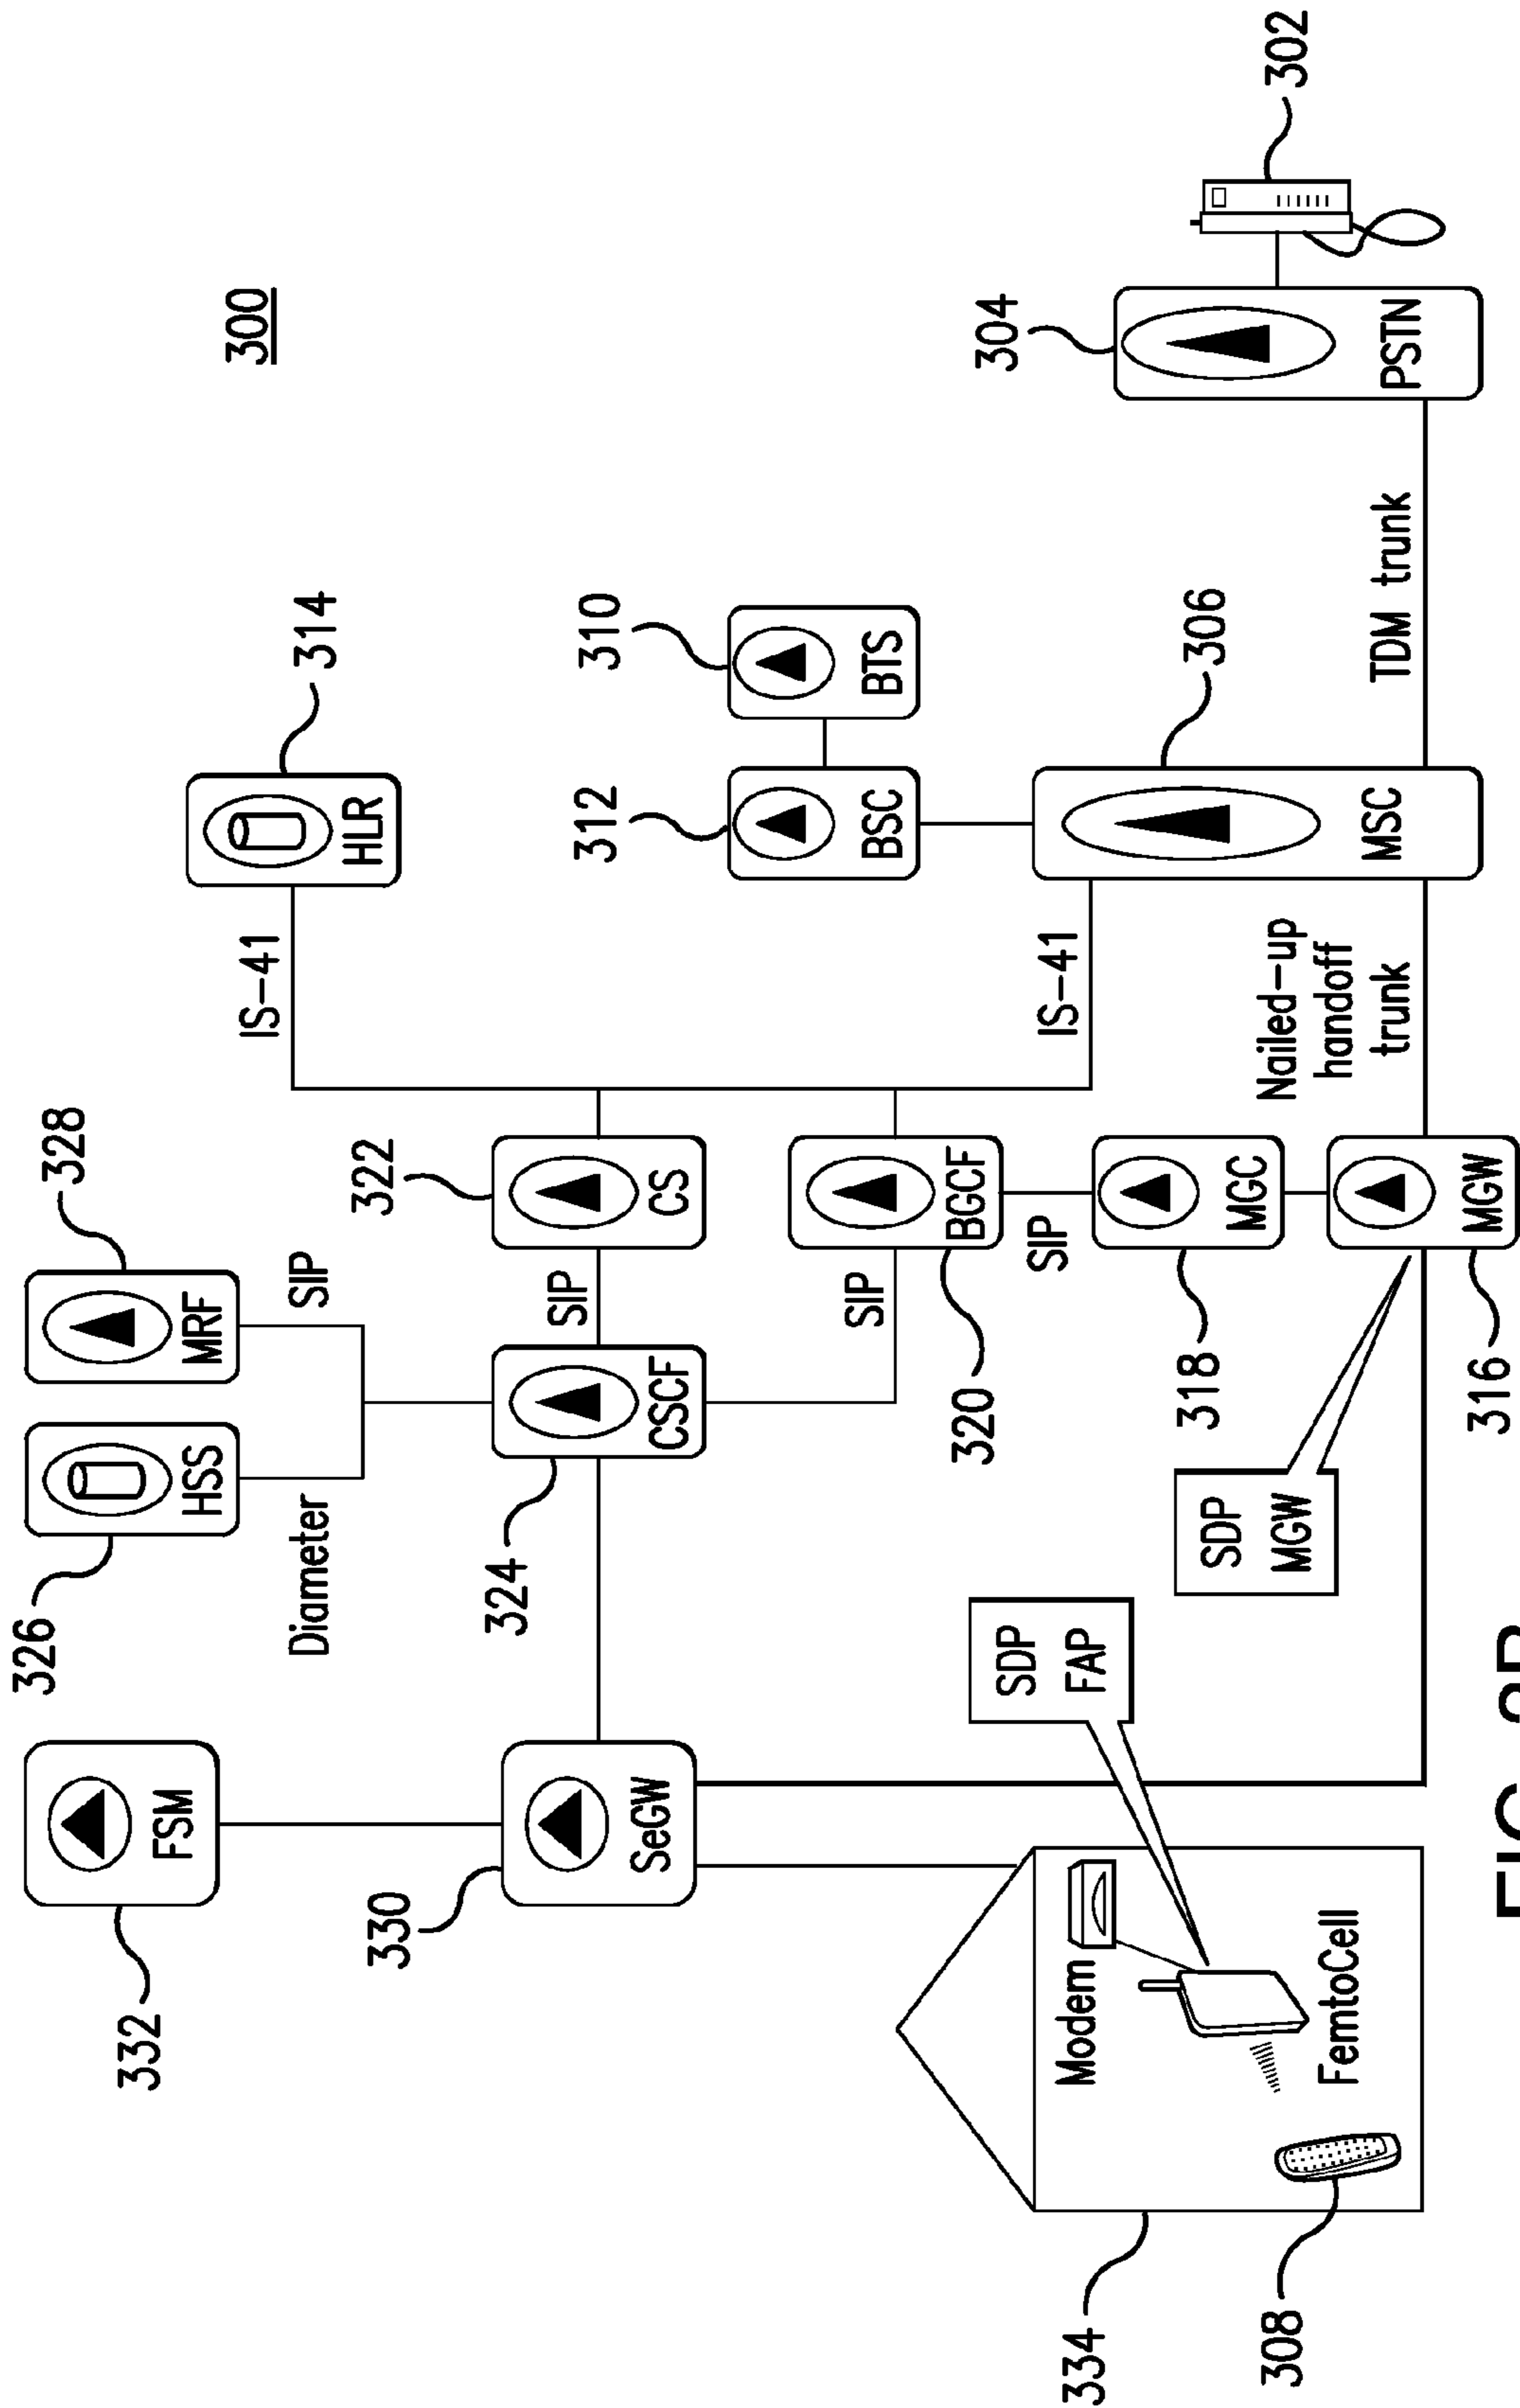 300
326
HSS
328
MRF
Diameter
SIP
332
FSM
314
HLR
IS-41
330
SeGW
324
CSCF
SIP
322
CS
312
BSC
310
BTS
SIP
320
BGCF
SIP
318
MGC
IS-41
306
MSC
304
PSTN
302
SDP
FAP
SDP
MGW
Nailed-up
handoff
trunk
TDM trunk
316
MGW
334
Modem
FemtoCell
308